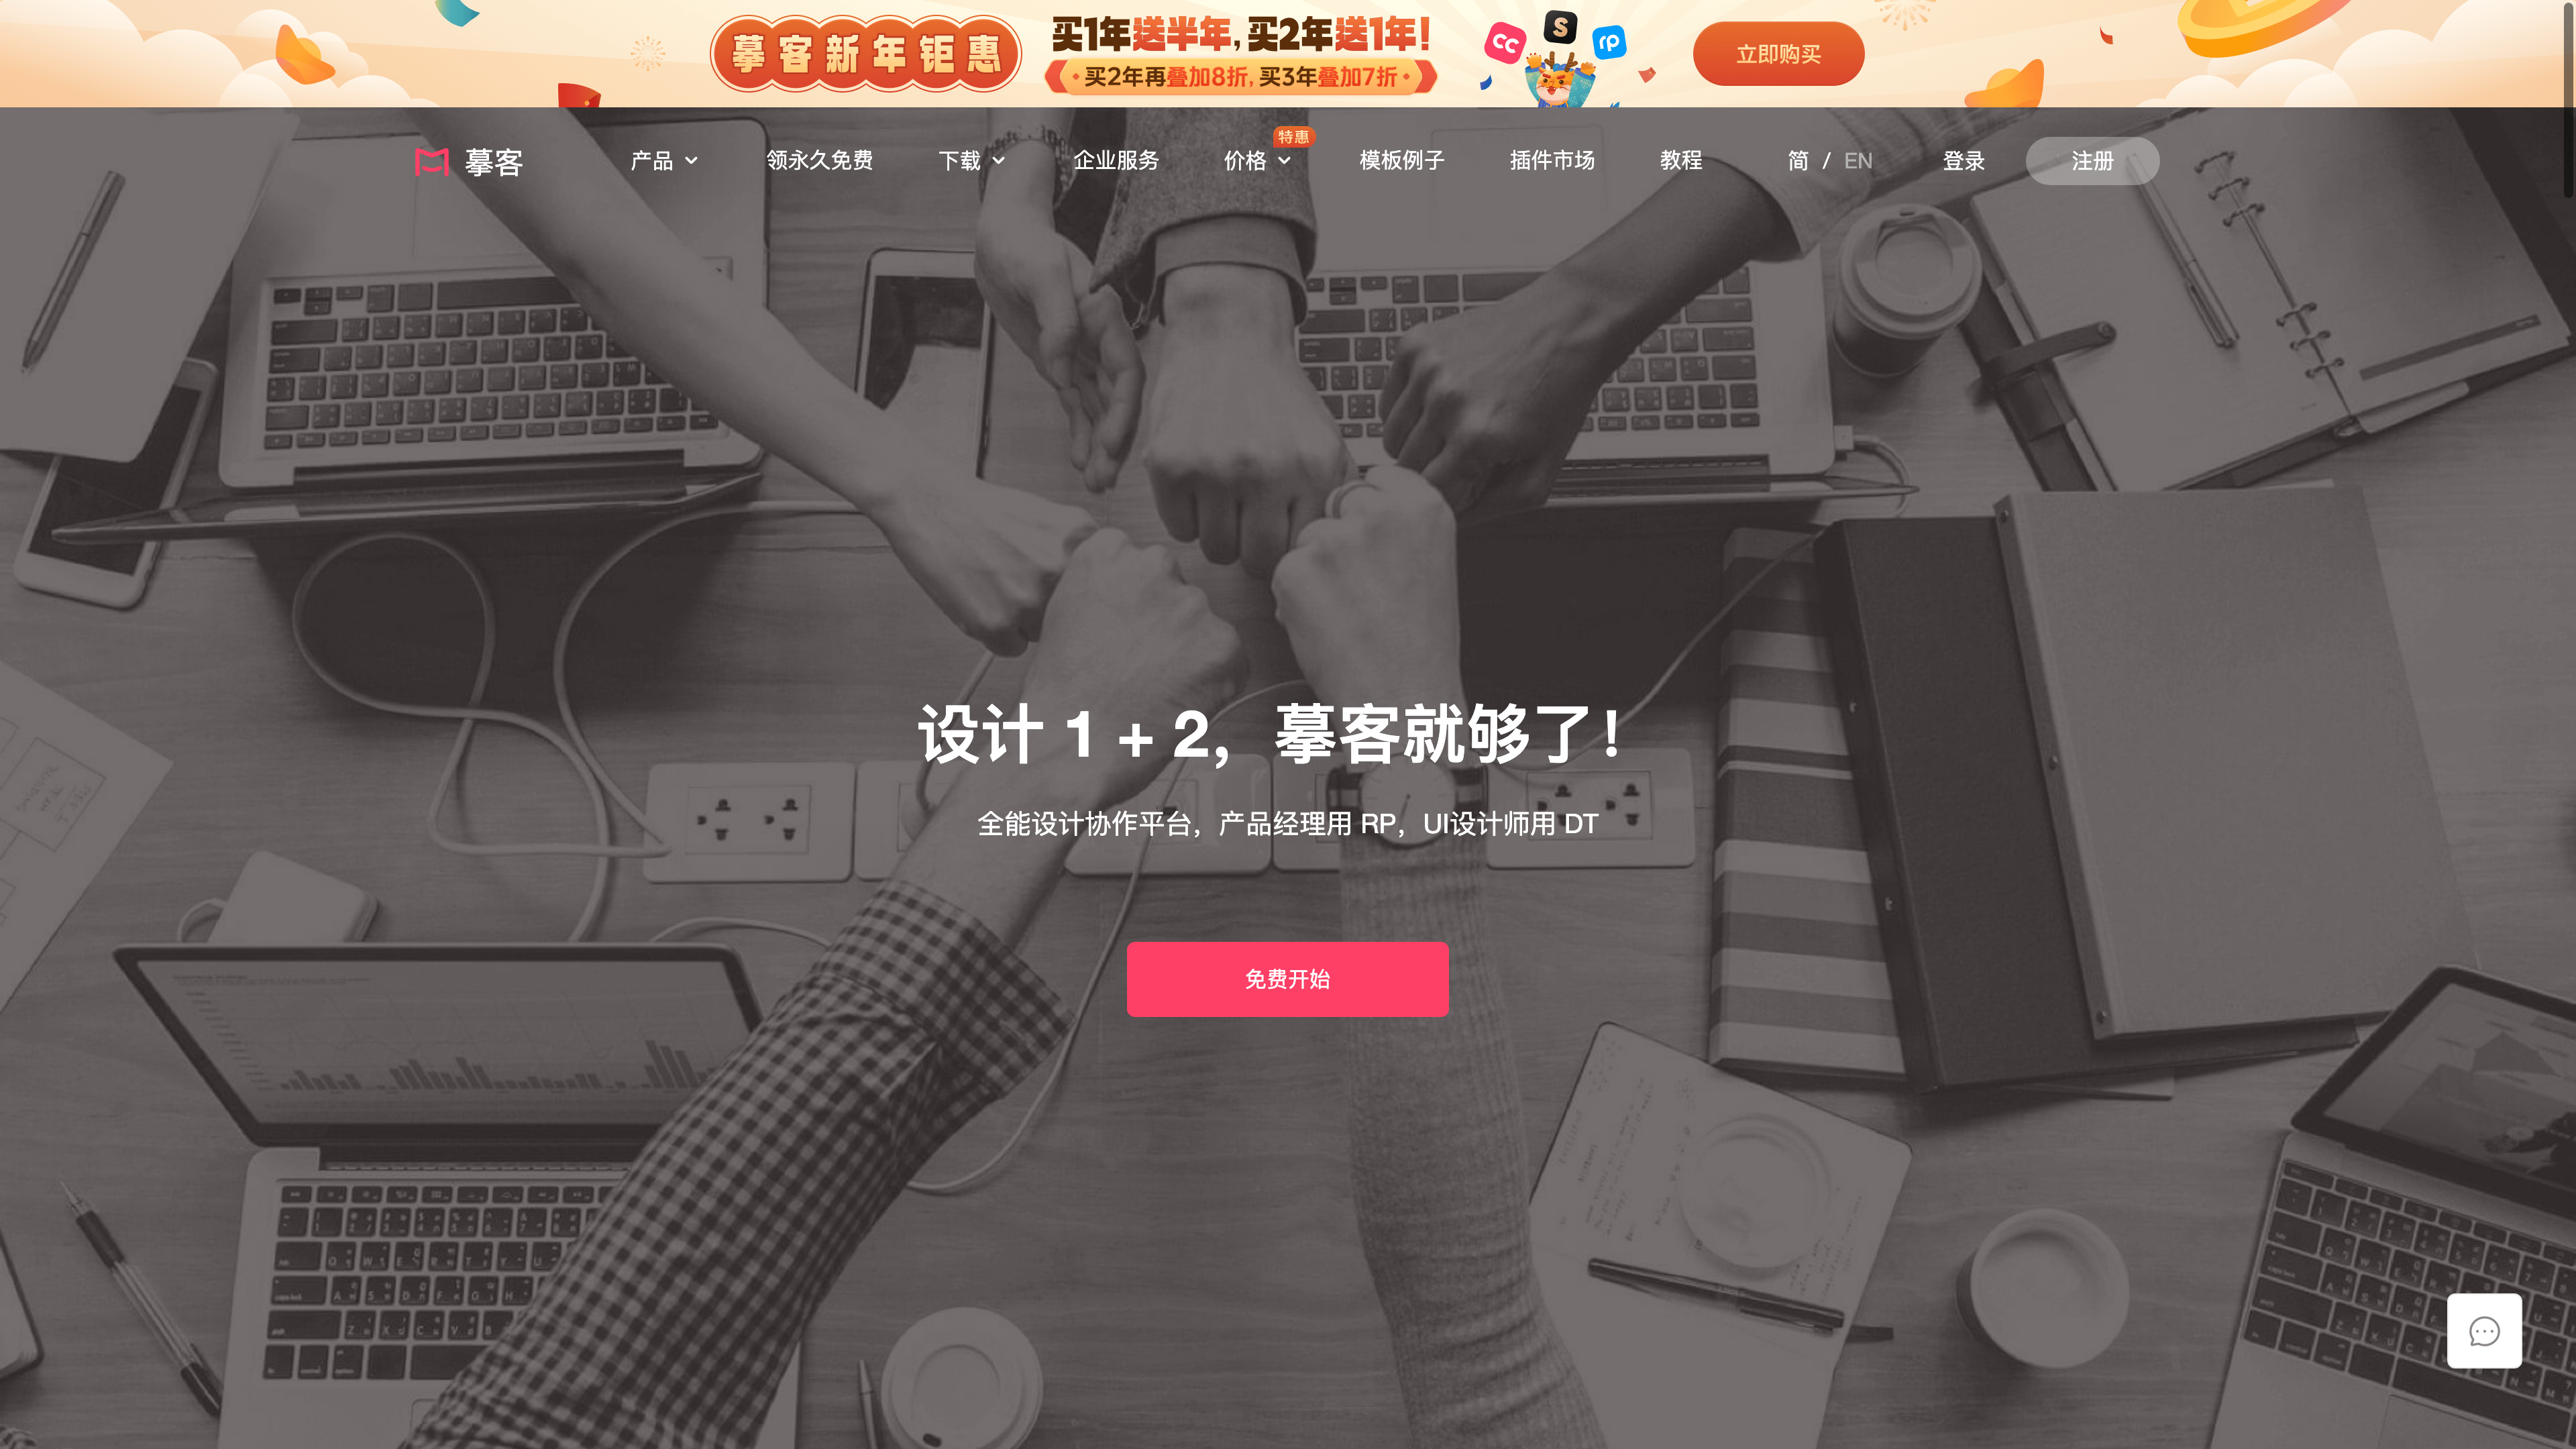 摹客新年钜惠
买1年送半年,买2年送1年!
买2年再叠加8折,买3年叠加7折
cc
S
rp
立即购买
摹客
产品
领永久免费
下载
企业服务
价格
特惠
模板例子
插件市场
教程
简 / EN
登录
注册
设计 1 + 2，摹客就够了！
全能设计协作平台，产品经理用 RP，UI设计师用 DT
免费开始